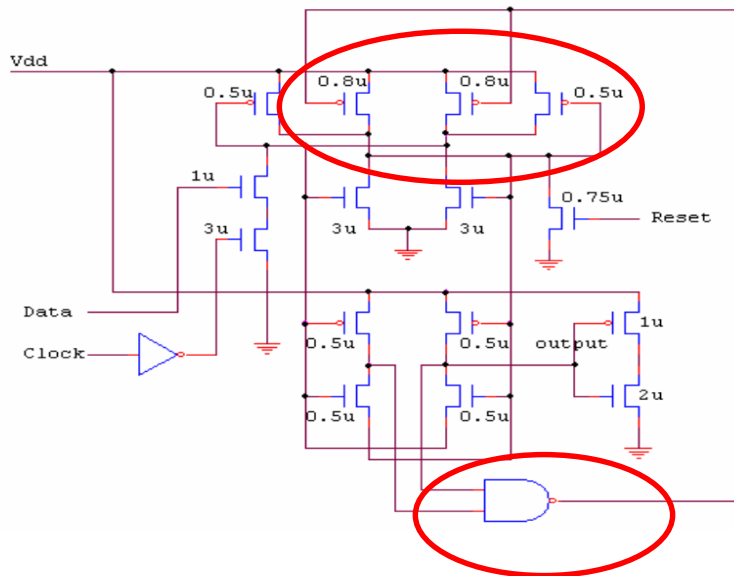 Vdd
0.5u 0.8u 0.8u 0.5u
1u 0.75u
Reset
3u 3u 3u
Data
0.5u 0.5u 1u
Clock output
0.5u 0.5u 2u